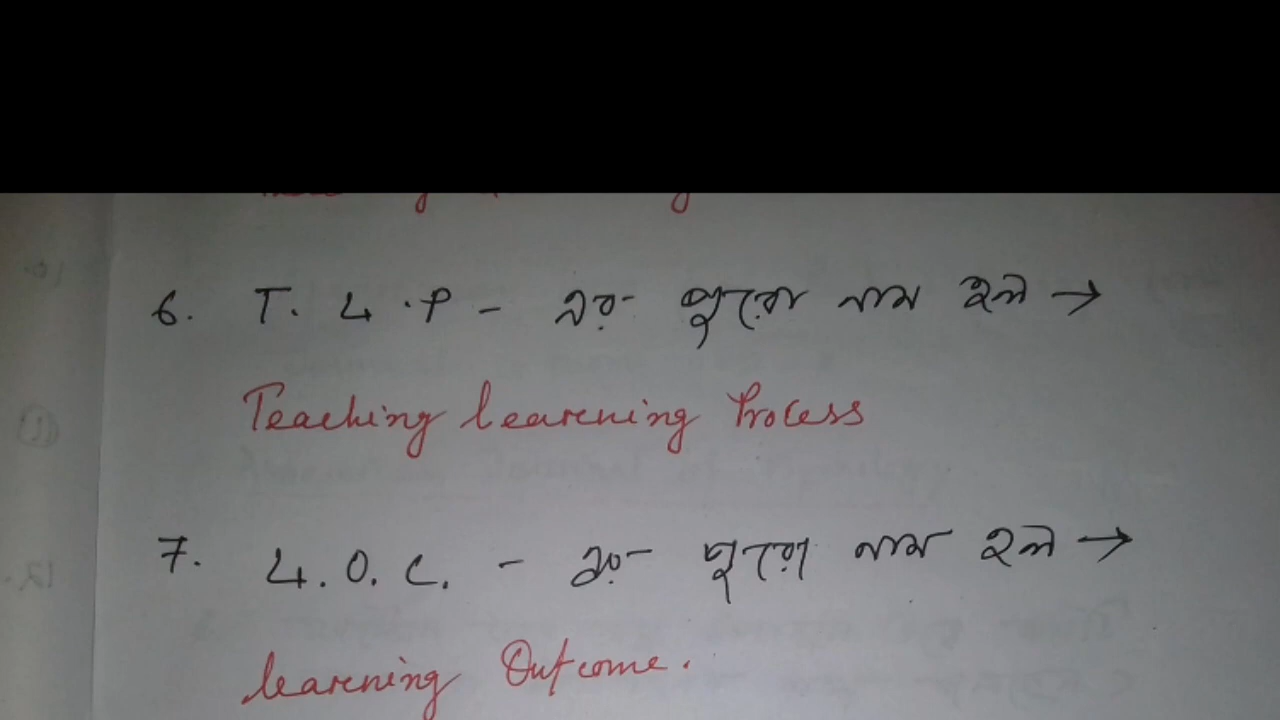 6. T. L. P - এর পুরো নাম হল →
Teaching learning Process
7. L. O. C. - এর পুরো নাম হল →
learning Outcome.